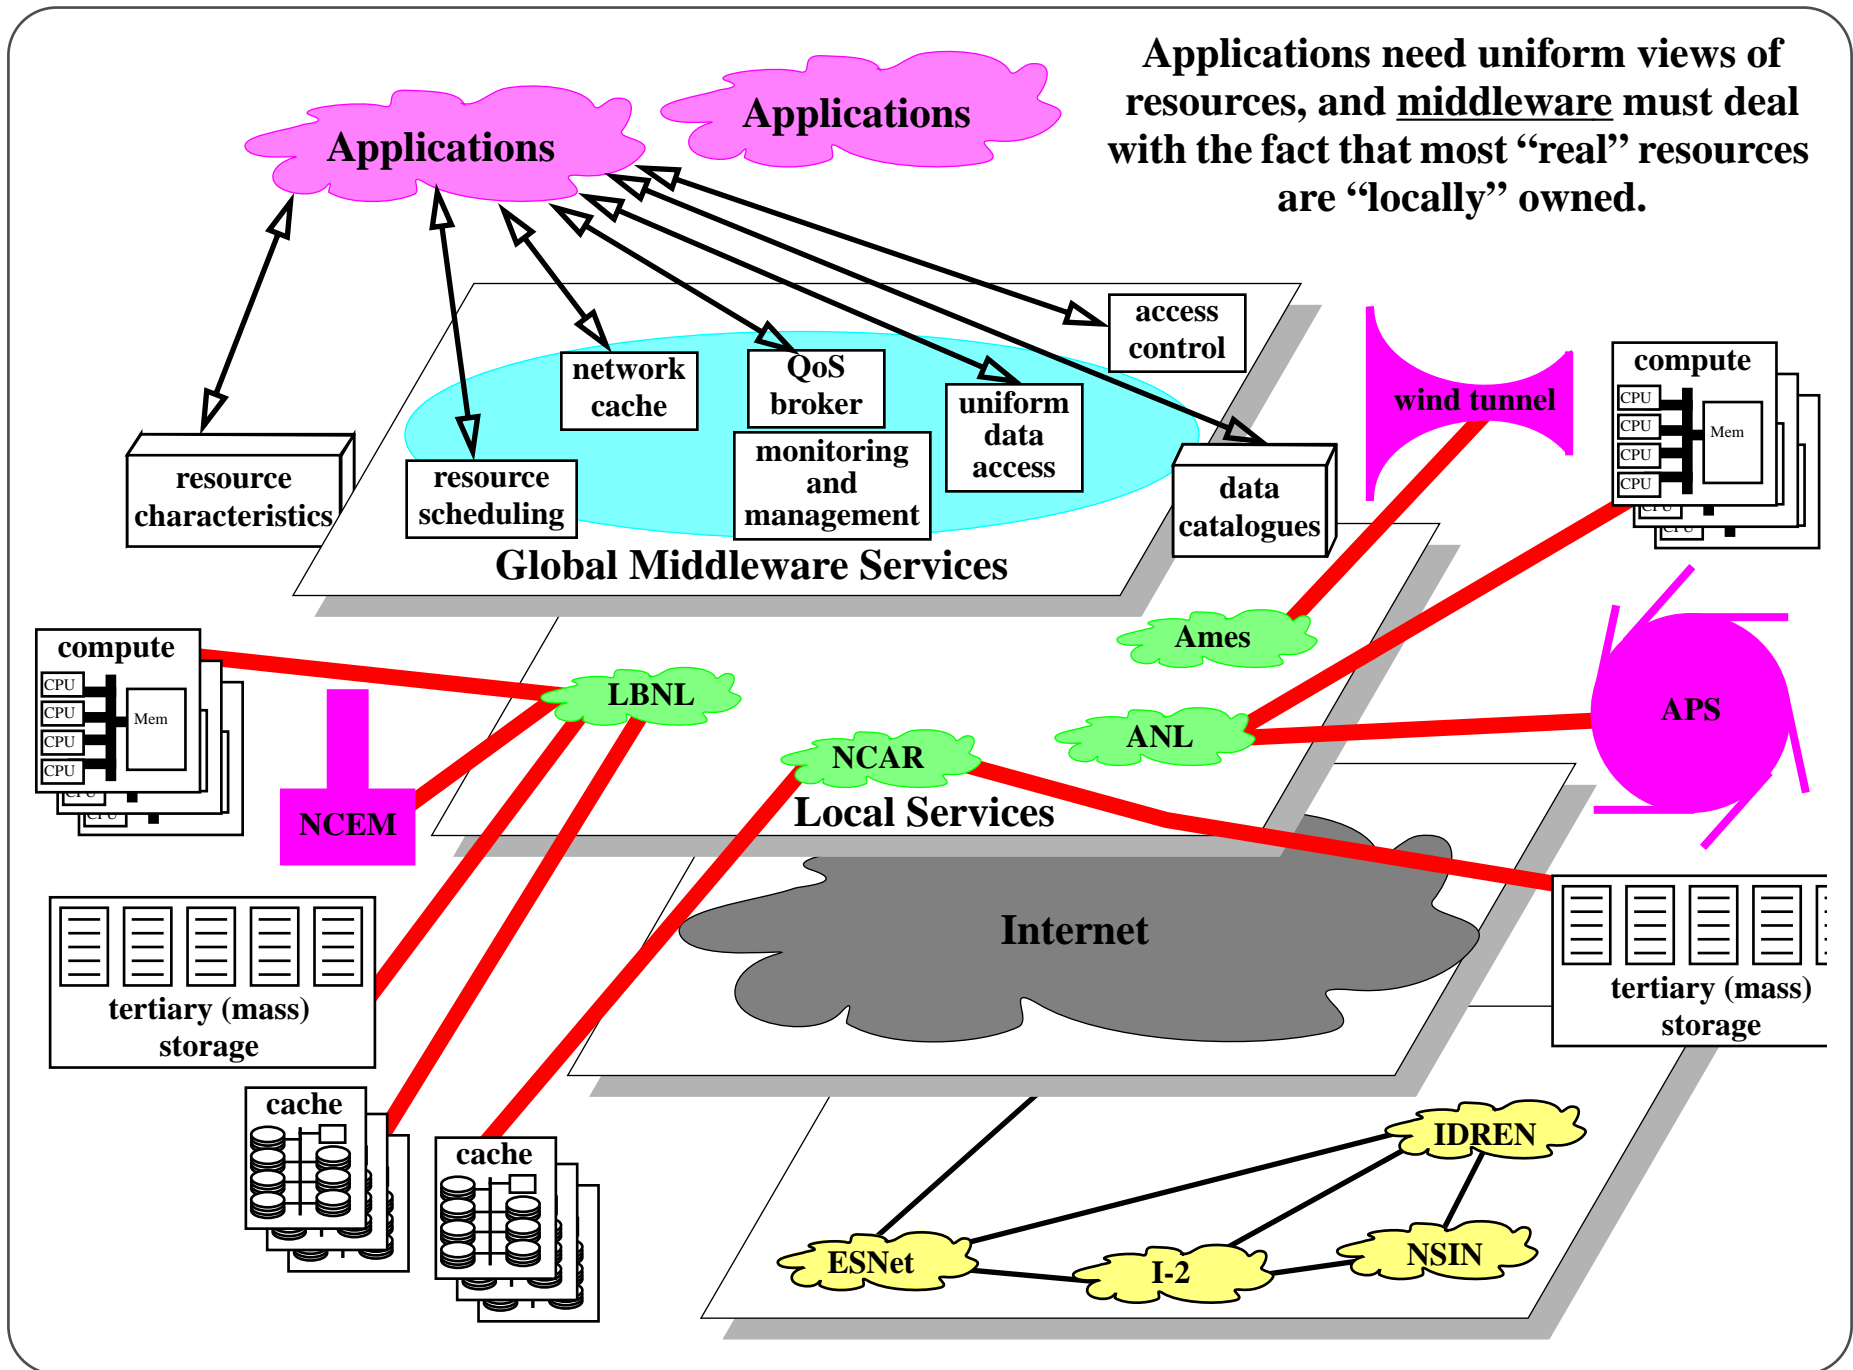 Applications need uniform views of
resources, and middleware must deal
with the fact that most “real” resources
are “locally” owned.
Applications
Applications
access
control
network
cache
QoS
broker
uniform
data
access
monitoring
and
management
resource
scheduling
resource
characteristics
data
catalogues
Global Middleware Services
wind tunnel
compute
CPU
CPU
CPU
CPU
Mem
CPU
Ames
LBNL
ANL
NCAR
Local Services
compute
CPU
CPU
CPU
CPU
Mem
CPU
CPU
NCEM
APS
Internet
tertiary (mass)
storage
tertiary (mass)
storage
cache
cache
IDREN
ESNet
I-2
NSIN